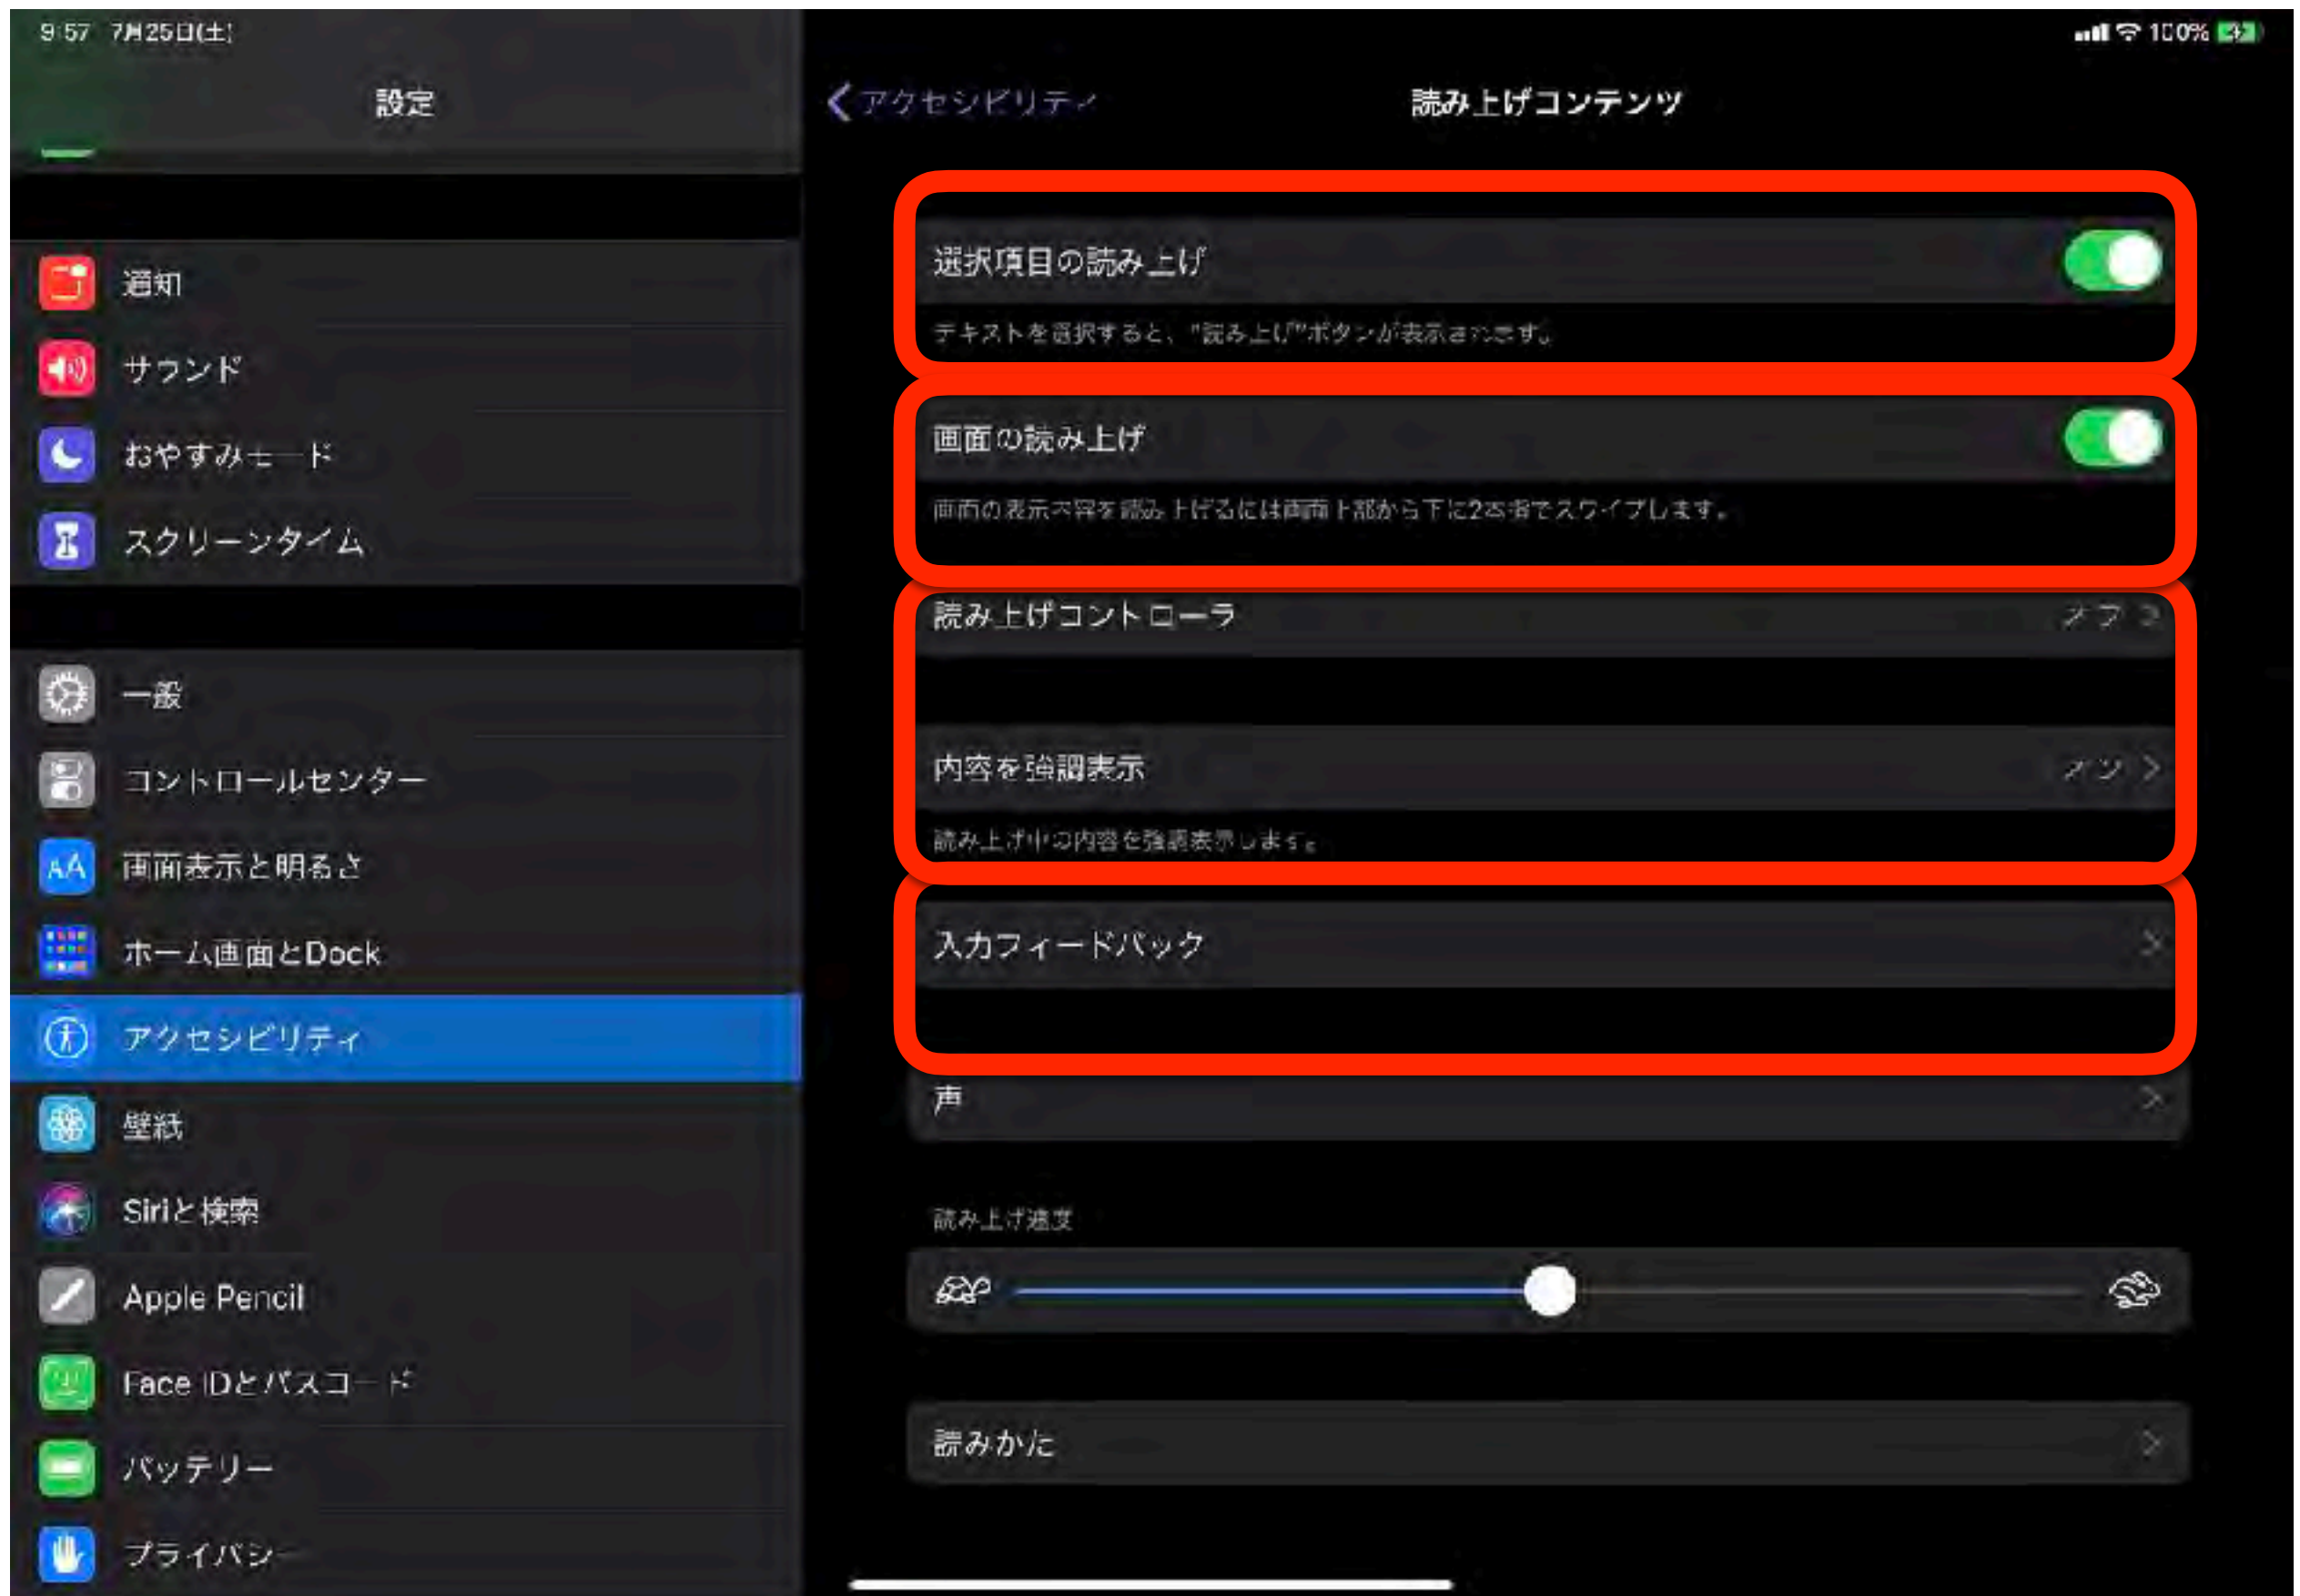 9:57 7月25日(土)
100%
設定
通知
サウンド
おやすみモード
スクリーンタイム
一般
コントロールセンター
AA 画面表示と明るさ
ホーム画面とDock
アクセシビリティ
壁紙
Siriと検索
Apple Pencil
Face IDとパスコード
バッテリー
プライバシー
アクセシビリティ
読み上げコンテンツ
選択項目の読み上げ
テキストを選択すると、"読み上げ"ボタンが表示されます。
画面の読み上げ
画面の表示内容を読み上げるには画面上部から下に2本指でスワイプします。
読み上げコントローラ オフ
内容を強調表示 オン
読み上げ中の内容を強調表示します。
入力フィードバック
声
読み上げ速度
読みかた